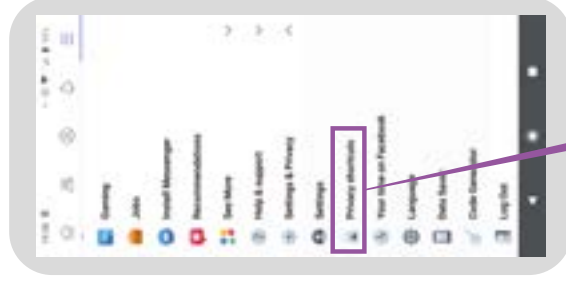 Gaming
Jobs
Install Messenger
Recommendations
See More
Help & support
Settings & Privacy
Settings
Privacy shortcuts
Your time on Facebook
Language
Data Saver
Code Generator
Log Out